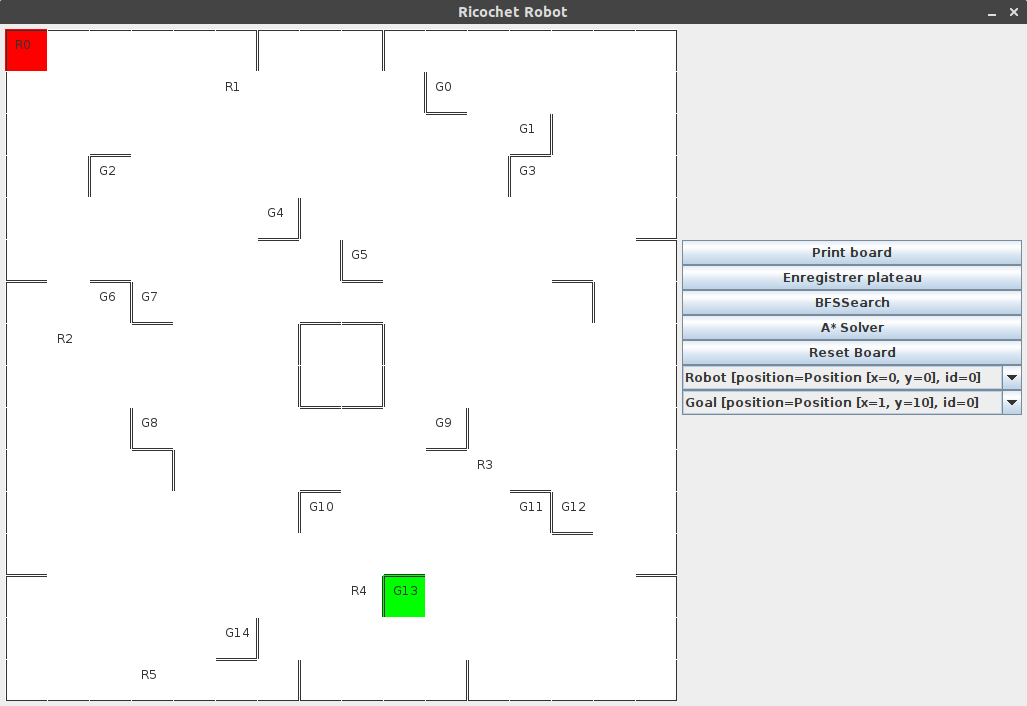 Ricochet Robot
R0
R1
G0
G1
G2
G3
G4
G5
G6
G7
R2
G8
G9
R3
G10
G11
G12
R4
G13
G14
R5
Print board
Enregistrer plateau
BFSSearch
A* Solver
Reset Board
Robot [position=Position [x=0, y=0], id=0]
Goal [position=Position [x=1, y=10], id=0]